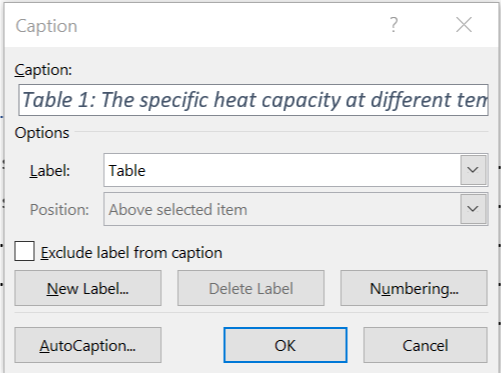 Caption
?
Caption:
Table 1: The specific heat capacity at different
Options
Label: Table
Position: Above selected item
Exclude label from caption
New Label... Delete Label Numbering...
AutoCaption... OK Cancel